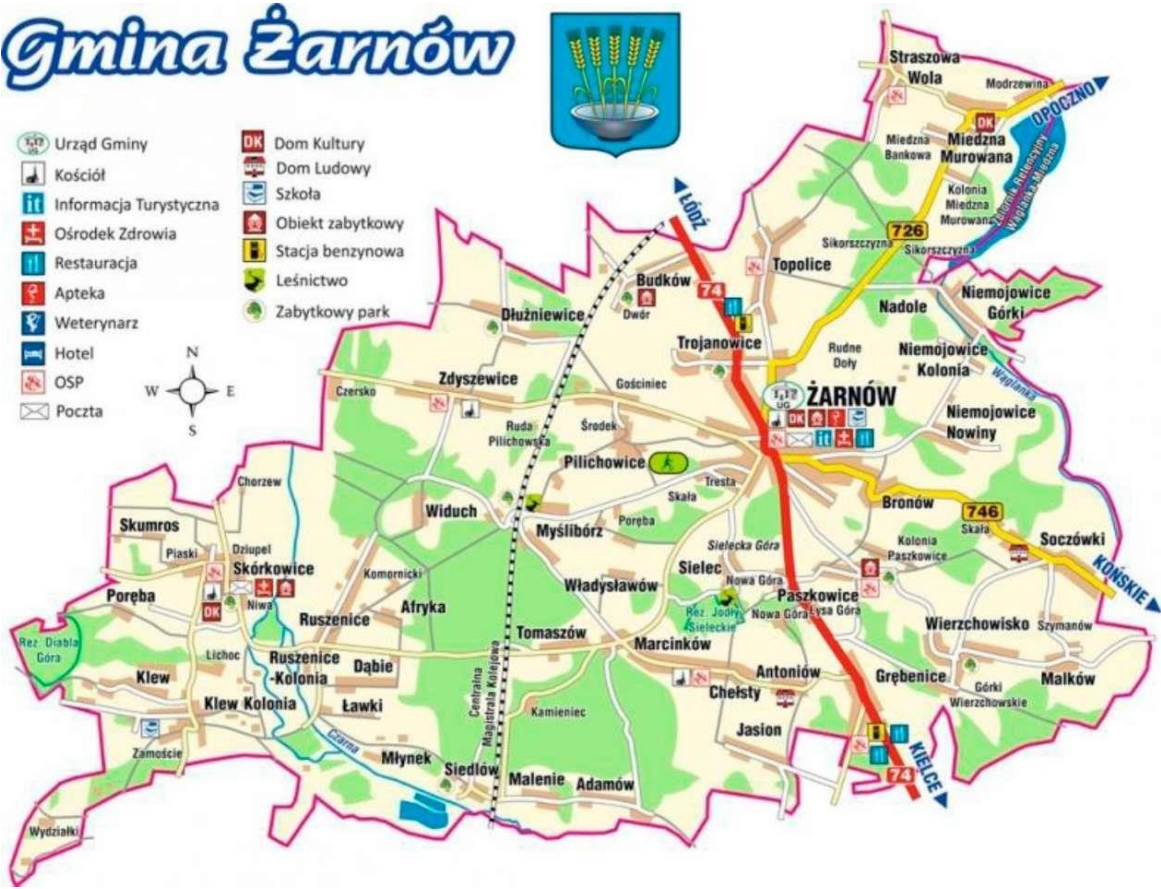 Gmina Żarnów
Urząd Gminy
Kościół
Informacja Turystyczna
Ośrodek Zdrowia
Restauracja
Apteka
Weterynarz
Hotel
OSP
Poczta
DK Dom Kultury
Dom Ludowy
Szkoła
Obiekt zabytkowy
Stacja benzynowa
Leśnictwo
Zabytkowy park
N
W E
S
Straszowa
Wola
Modrzewina
OPOCZNO
DK
Miedzna
Murowana
Miedzna
Bankowa
Kolonia
Miedzna
Murowana
Zbiornik Retencyjny
Wąglanka-Miedzna
726
Sikorszczyzna
Sikorszczyzna
ŁÓDŹ
Topolice
Budków
Dwór
74
Nadole
Niemojowice
Górki
Dłużniewice
Trojanowice
Rudne
Doły
Niemojowice
Kolonia
Wąglanka
Czersko
Zdyszewice
Gościniec
UG
ŻARNÓW
DK
it
Niemojowice
Nowiny
Ruda
Pilichowska
Środek
Pilichowice
Tresta
Skała
Bronów
746
Skała
Soczówki
KOŃSKIE
Chorzew
Widuch
Myślibórz
Poręba
Kolonia
Paszkowice
Skumros
Piaski
Dziupel
Skórkowice
DK
Niwa
Poręba
Komornicki
Afryka
Sielecka Góra
Sielec
Nowa Góra
Władysławów
Rez. Jodły
Sieleckie
Nowa Góra
Paszkowice
Łysa Góra
Wierzchowisko
Szymanów
Rez. Diabla
Góra
Ruszenice
Tomaszów
Marcinków
Lichoc
Ruszenice
-Kolonia
Dąbie
Centralna
Magistrala Kolejowa
Antoniów
Grębenice
Górki
Wierzchowskie
Malków
Klew
Klew Kolonia
Ławki
Kamieniec
Chełsty
Jasion
Zamoście
Czarna
Młynek
Siedlów
Malenie
Adamów
KIELCE
74
Wydziałki